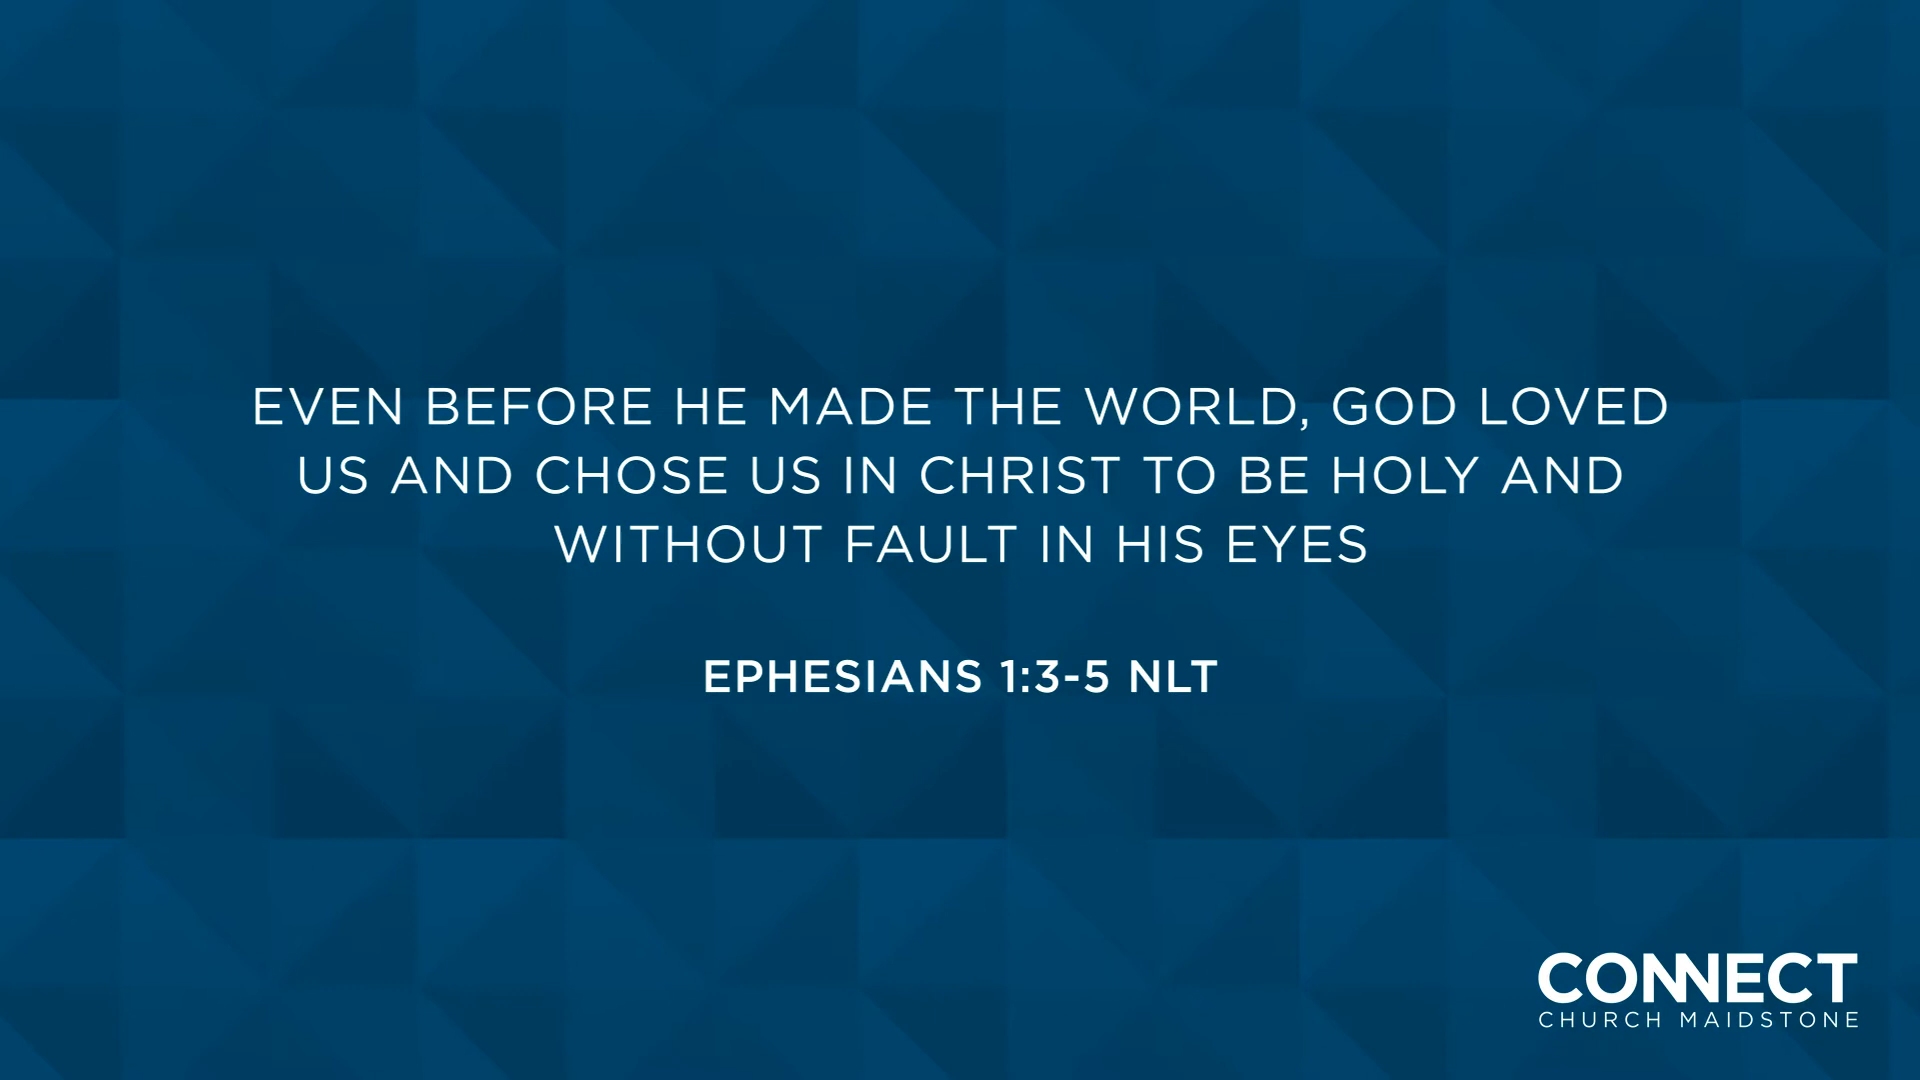 EVEN BEFORE HE MADE THE WORLD, GOD LOVED
US AND CHOSE US IN CHRIST TO BE HOLY AND
WITHOUT FAULT IN HIS EYES
EPHESIANS 1:3-5 NLT
CONNECT
CHURCH MAIDSTONE